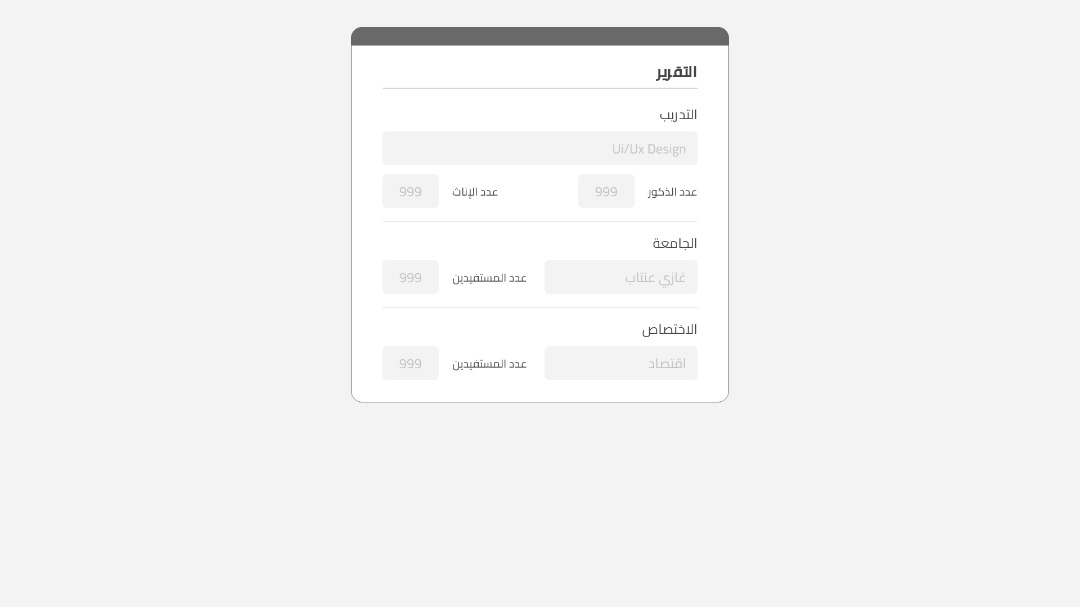 التقرير
التدريب
Ui/Ux Design
عدد الذكور 999 عدد الإناث 999
الجامعة
غازي عنتاب عدد المستفيدين 999
الاختصاص
اقتصاد عدد المستفيدين 999